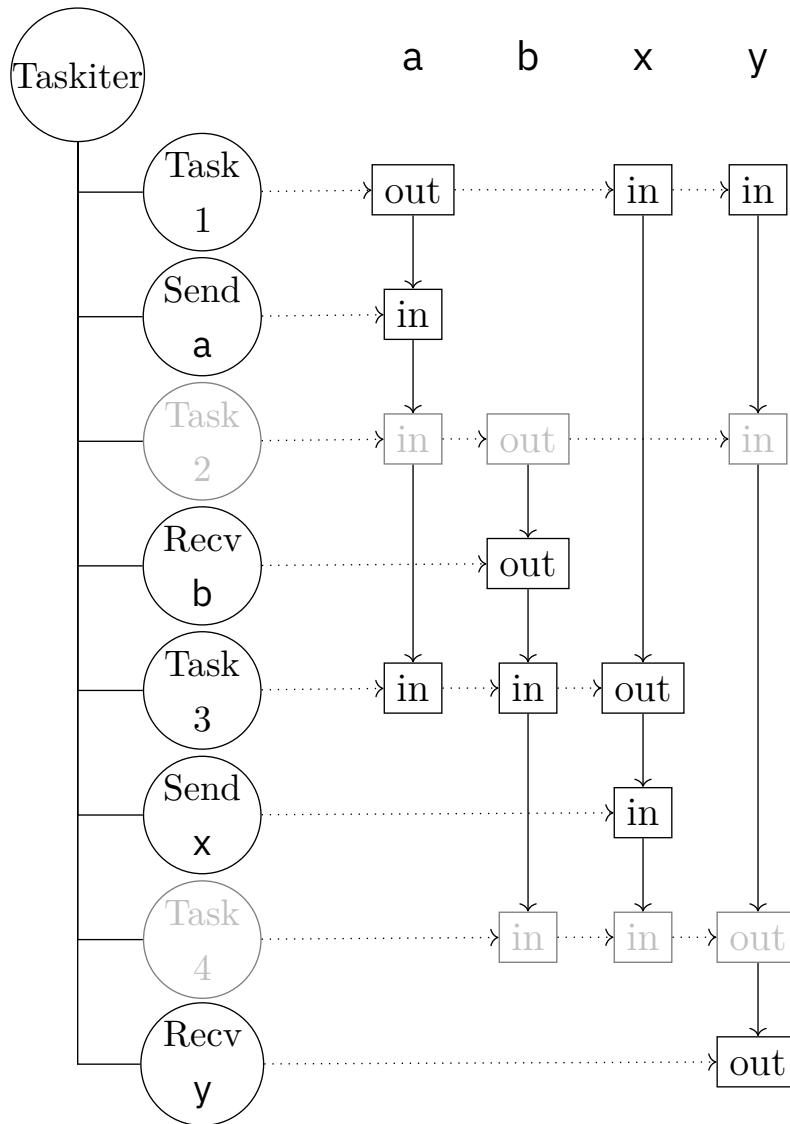 Taskiter
a b x y
Task
1
out in in
Send
a
in
Task
2
in out in
Recv
b
out
Task
3
in in out
Send
x
in
Task
4
in in out
Recv
y
out